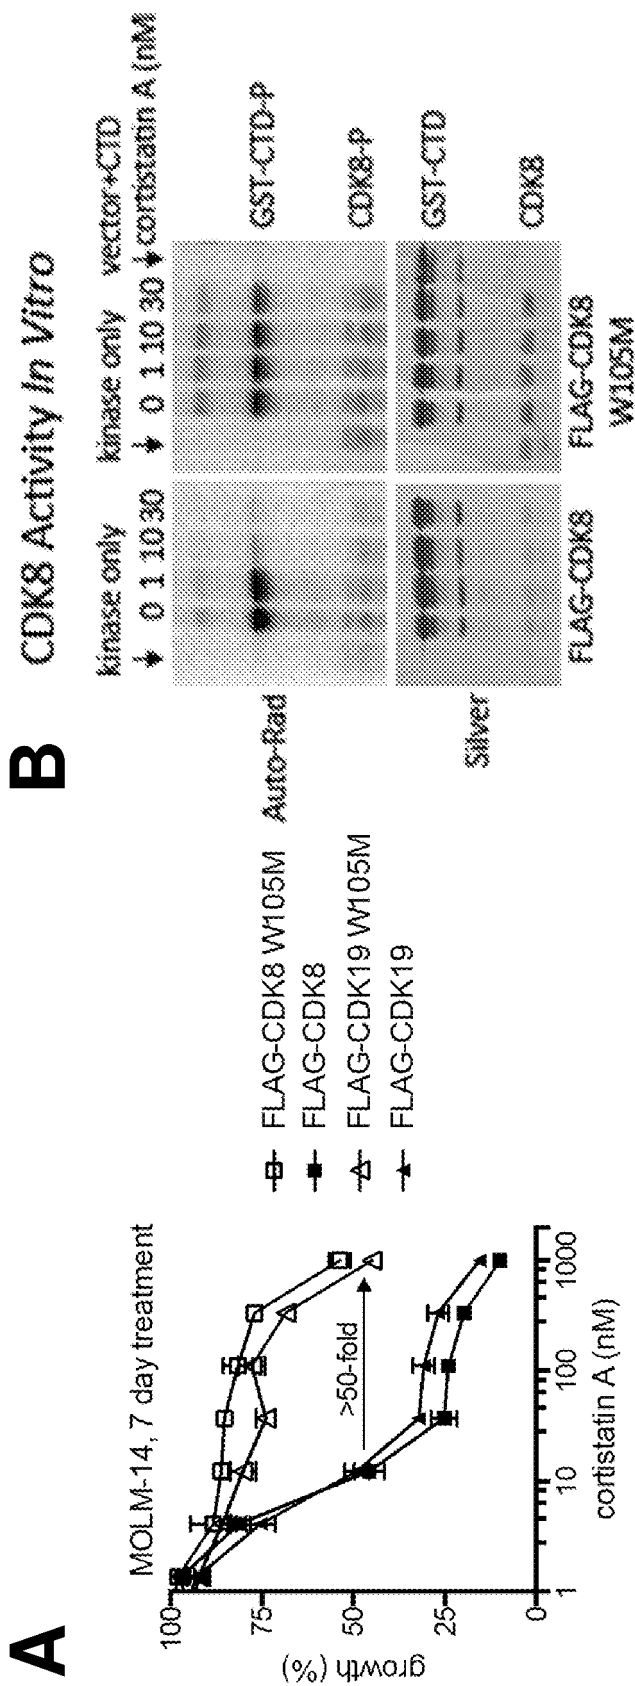 A
MOLM-14, 7 day treatment
growth (%)
100
75
50
25
0
>50-fold
1
10
100
1000
cortistatin A (nM)
FLAG-CDK8 W105M
FLAG-CDK8
FLAG-CDK19 W105M
FLAG-CDK19
B
CDK8 Activity In Vitro
kinase only
kinase only
vector+CTD
0 1 10 30
0 1 10 30
cortistatin A (nM
Auto-Rad
GST-CTD-P
CDK8-P
Silver
GST-CTD
CDK8
FLAG-CDK8
FLAG-CDK8
W105M